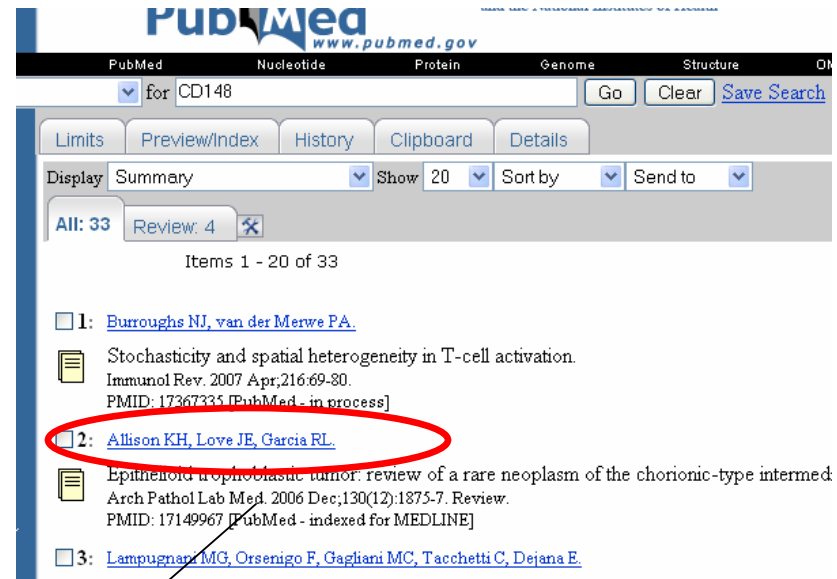 PubMed
www.pubmed.gov
PubMed Nucleotide Protein Genome Structure
for CD148 Go Clear Save Search
Limits Preview/Index History Clipboard Details
Display Summary Show 20 Sort by Send to
All: 33 Review: 4
Items 1 - 20 of 33
1: Burroughs NJ, van der Merwe PA.
Stochasticity and spatial heterogeneity in T-cell activation.
Immunol Rev. 2007 Apr;216:69-80.
PMID: 17367335 [PubMed - in process]
2: Allison KH, Love JE, Garcia RL.
Epithelioid trophoblastic tumor: review of a rare neoplasm of the chorionic-type
Arch Pathol Lab Med. 2006 Dec;130(12):1875-7. Review.
PMID: 17149967 [PubMed - indexed for MEDLINE]
3: Lampugnani MG, Orsenigo F, Gagliani MC, Tacchetti C, Dejana E.